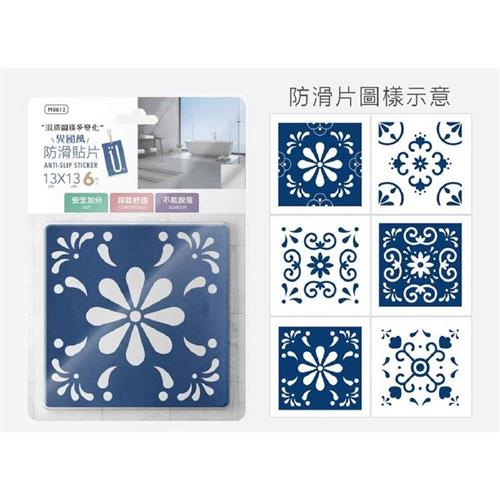 M0612
"混搭圖樣多變化"
異國風
防滑貼片
ANTI-SLIP STICKER
13X13 6
安全加分
踩踏舒適
不易脫落
防滑片圖樣示意